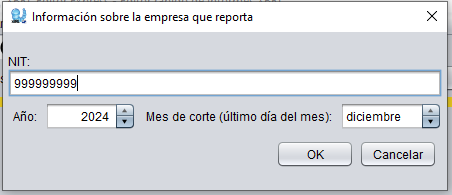 Información sobre la empresa que reporta
NIT:
999999999
Año: 2024 Mes de corte (último día del mes): diciembre
OK Cancelar